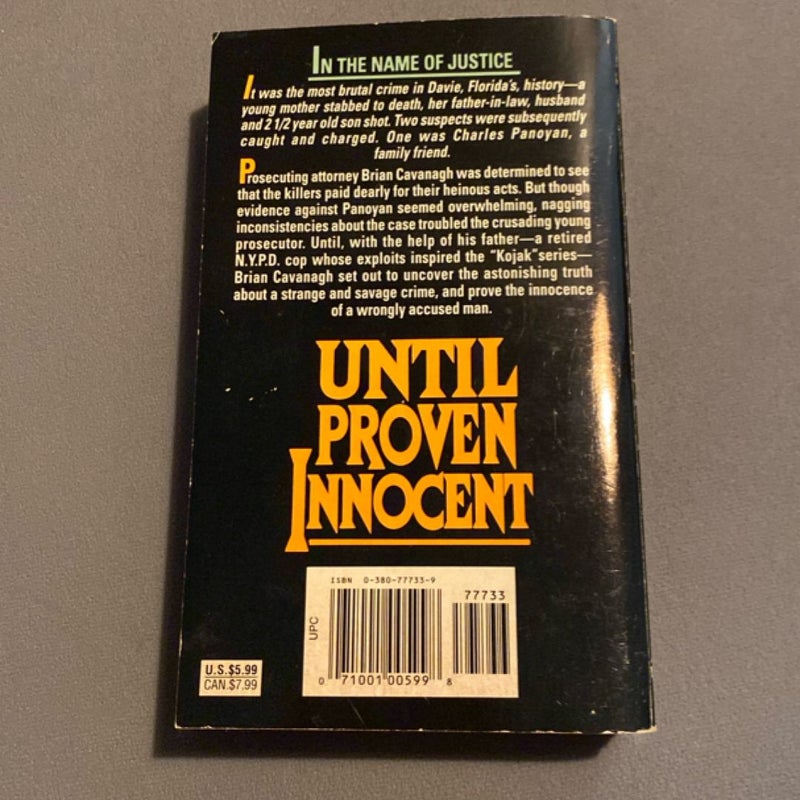 IN THE NAME OF JUSTICE
It was the most brutal crime in Davie, Florida's, history—a
young mother stabbed to death, her father-in-law, husband
and 2 1/2 year old son shot. Two suspects were subsequently
caught and charged. One was Charles Panoyan, a
family friend.
Prosecuting attorney Brian Cavanagh was determined to see
that the killers paid dearly for their heinous acts. But though
evidence against Panoyan seemed overwhelming, nagging
inconsistencies about the case troubled the crusading young
prosecutor. Until, with the help of his father—a retired
N.Y.P.D. cop whose exploits inspired the "Kojak"series—
Brian Cavanagh set out to uncover the astonishing truth
about a strange and savage crime, and prove the innocence
of a wrongly accused man.
UNTIL
PROVEN
INNOCENT
ISBN 0-380-77733-9
77733
UPC
0 71001 00599 8
U.S.$5.99
CAN.$7.99